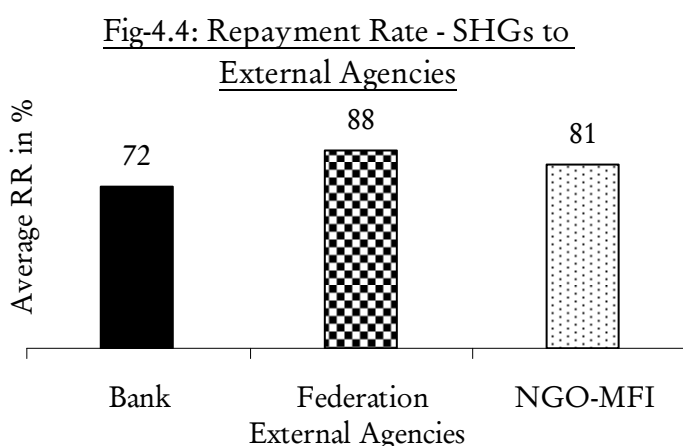 Fig-4.4: Repayment Rate - SHGs to
External Agencies
Average RR in %
72
88
81
Bank
Federation
NGO-MFI
External Agencies